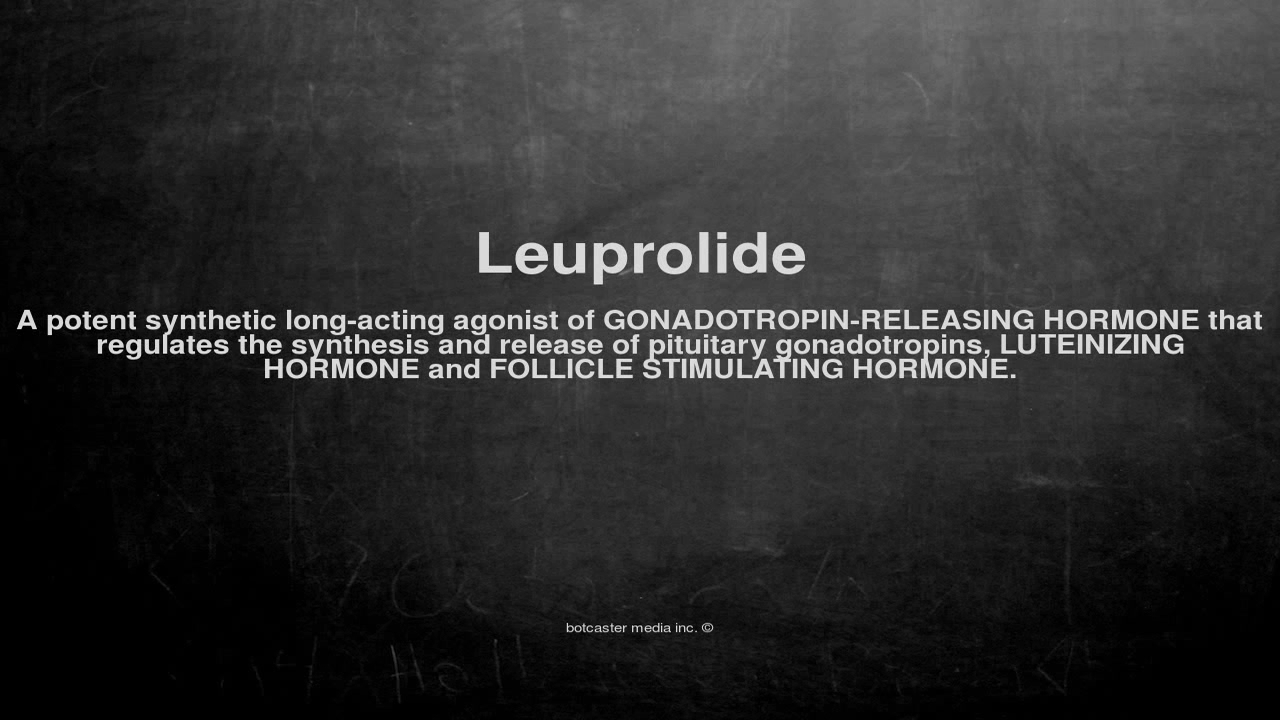 Leuprolide
A potent synthetic long-acting agonist of GONADOTROPIN-RELEASING HORMONE that
regulates the synthesis and release of pituitary gonadotropins, LUTEINIZING
HORMONE and FOLLICLE STIMULATING HORMONE.
botcaster media inc. ©